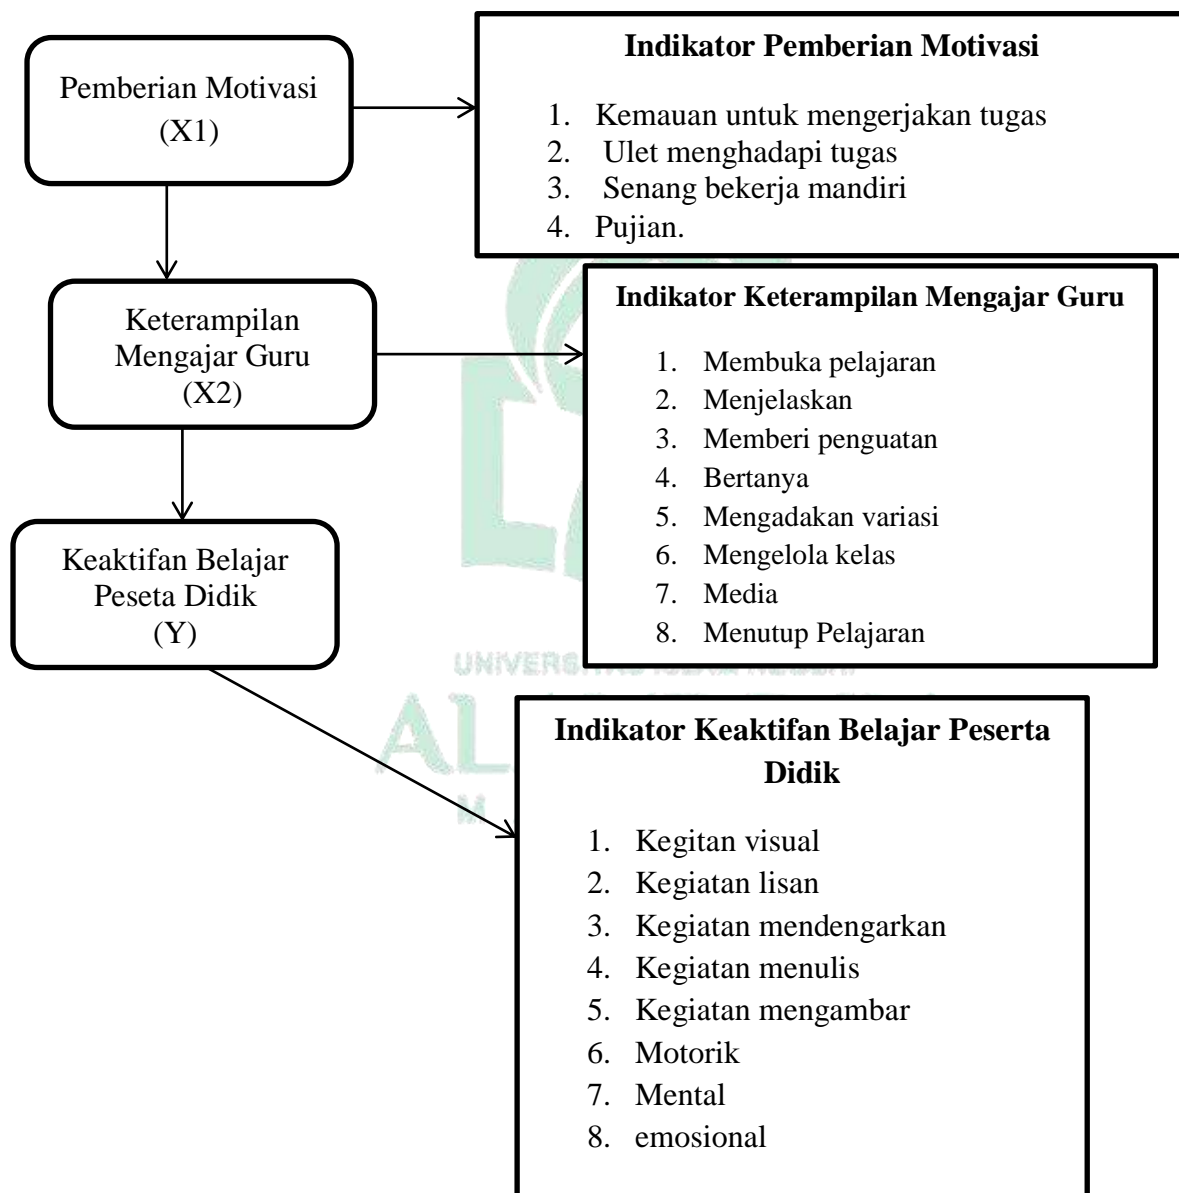 Pemberian Motivasi
(X1)
Indikator Pemberian Motivasi
1. Kemauan untuk mengerjakan tugas
2. Ulet menghadapi tugas
3. Senang bekerja mandiri
4. Pujian.
Keterampilan
Mengajar Guru
(X2)
Indikator Keterampilan Mengajar Guru
1. Membuka pelajaran
2. Menjelaskan
3. Memberi penguatan
4. Bertanya
5. Mengadakan variasi
6. Mengelola kelas
7. Media
8. Menutup Pelajaran
Keaktifan Belajar
Peseta Didik
(Y)
Indikator Keaktifan Belajar Peserta
Didik
1. Kegitan visual
2. Kegiatan lisan
3. Kegiatan mendengarkan
4. Kegiatan menulis
5. Kegiatan mengambar
6. Motorik
7. Mental
8. emosional